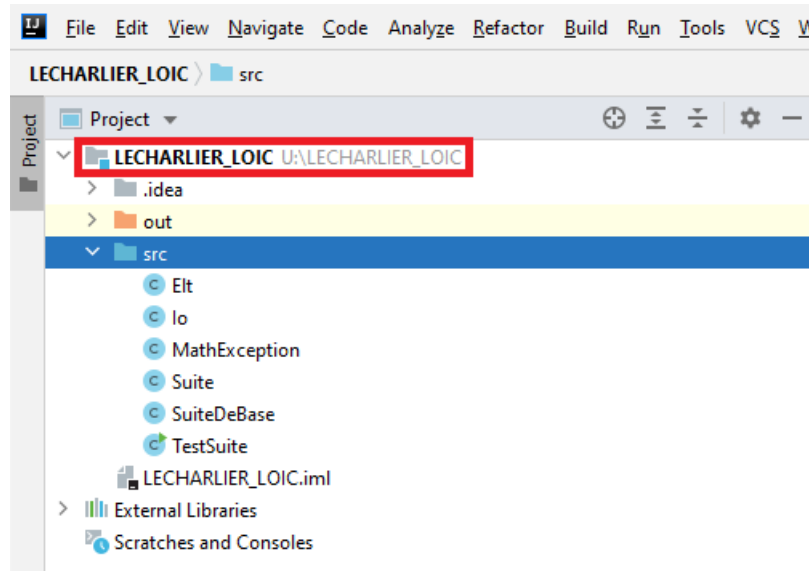 IJ File Edit View Navigate Code Analyze Refactor Build Run Tools VCS
LECHARLIER_LOIC src
Project
Project
LECHARLIER_LOIC U:\LECHARLIER_LOIC
.idea
out
src
C Elt
C Io
C MathException
C Suite
C SuiteDeBase
C TestSuite
LECHARLIER_LOIC.iml
External Libraries
Scratches and Consoles